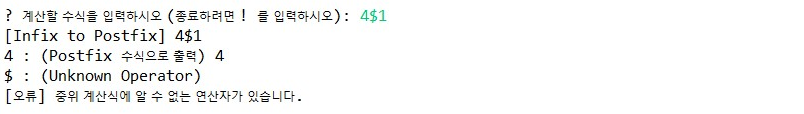 ? 계산할 수식을 입력하시오 (종료하려면 ! 를 입력하시오): 4$1
[Infix to Postfix] 4$1
4 : (Postfix 수식으로 출력) 4
$ : (Unknown Operator)
[오류] 중위 계산식에 알 수 없는 연산자가 있습니다.